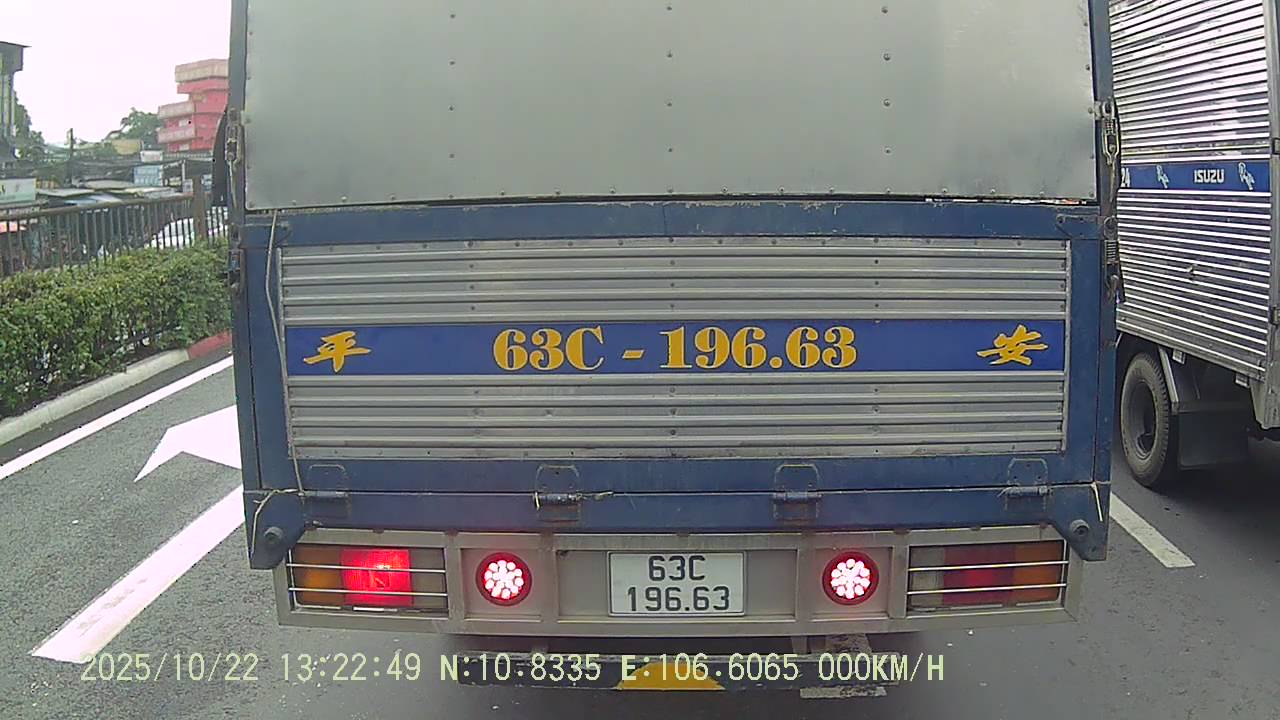 24 ISUZU
平 63C - 196.63 安
63C
196.63
2025/10/22 13:22:49 N:10.8335 E:106.6065 000KM/H